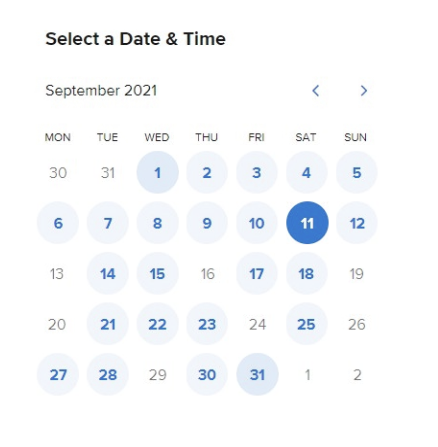 Select a Date & Time
September 2021
MON TUE WED THU FRI SAT SUN
30 31 1 2 3 4 5
6 7 8 9 10 11 12
13 14 15 16 17 18 19
20 21 22 23 24 25 26
27 28 29 30 31 1 2